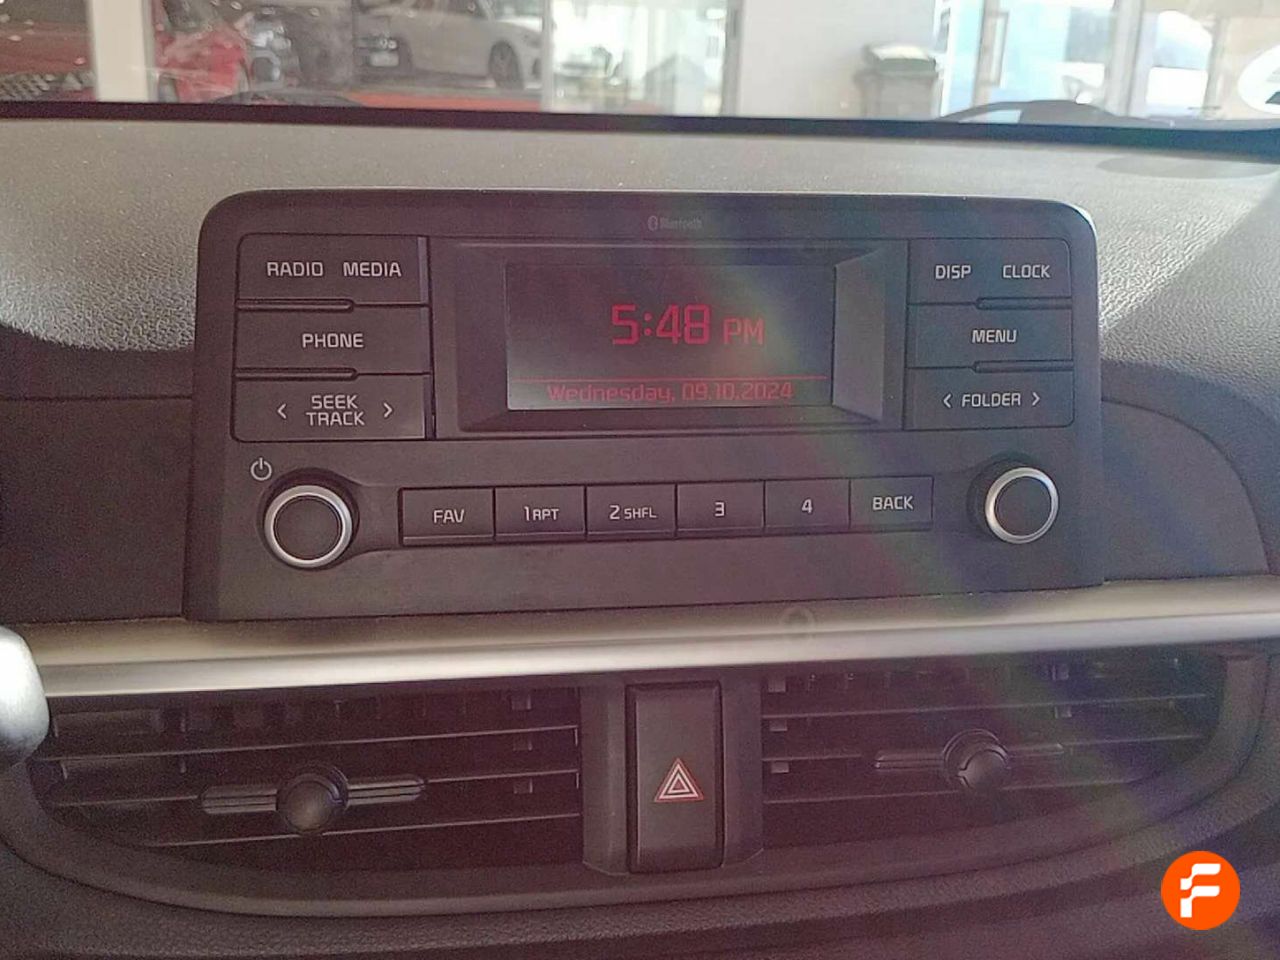 Bluetooth
RADIO MEDIA
DISP CLOCK
5:48 PM
PHONE
MENU
Wednesday, 09.10.2024
< SEEK TRACK >
< FOLDER >
FAV
1 RPT
2 SHFL
3
4
BACK